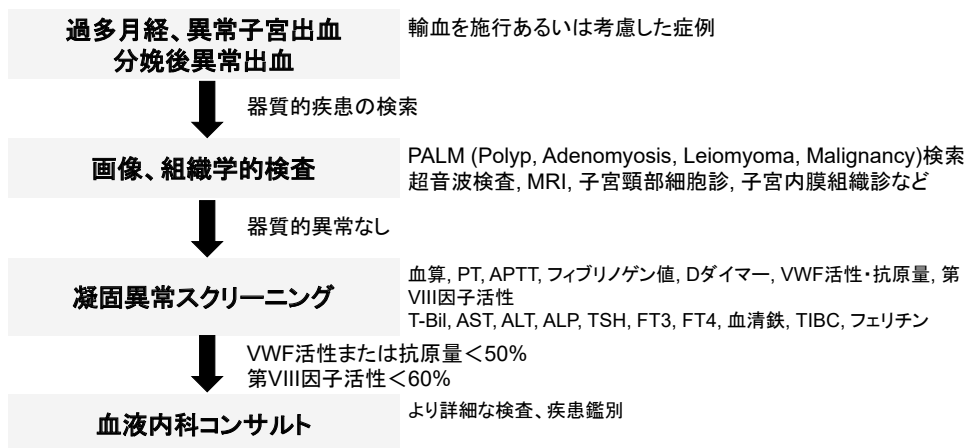 過多月経、異常子宮出血
分娩後異常出血
輸血を施行あるいは考慮した症例
器質的疾患の検索
画像、組織学的検査
PALM (Polyp, Adenomyosis, Leiomyoma, Malignancy)検索
超音波検査, MRI, 子宮頸部細胞診, 子宮内膜組織診など
器質的異常なし
凝固異常スクリーニング
血算, PT, APTT, フィブリノゲン値, Dダイマー, VWF活性・抗原量, 第
VIII因子活性
T-Bil, AST, ALT, ALP, TSH, FT3, FT4, 血清鉄, TIBC, フェリチン
VWF活性または抗原量＜50%
第VIII因子活性＜60%
血液内科コンサルト
より詳細な検査、疾患鑑別